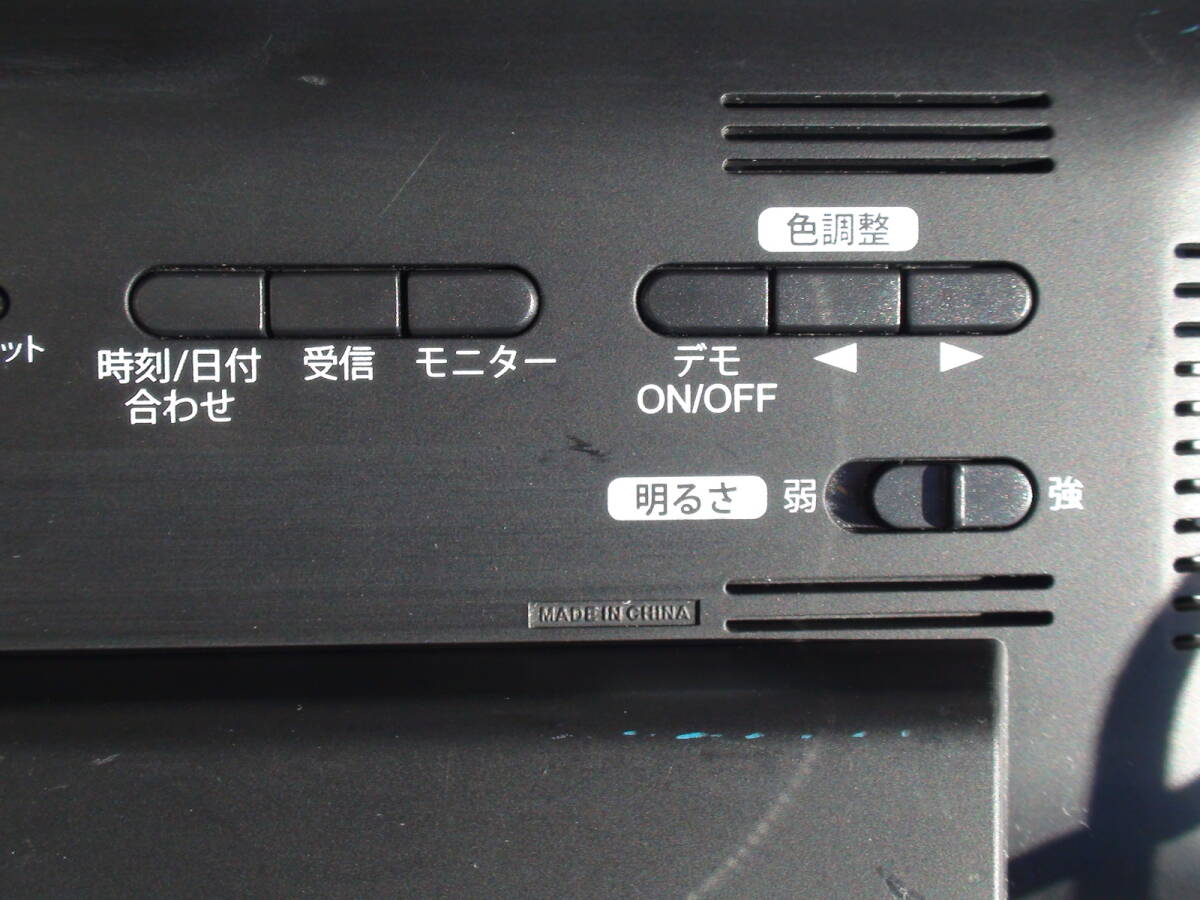 色調整
ット
時刻/日付
合わせ
受信
モニター
デモ
ON/OFF
◀
▶
明るさ
弱
強
MADE IN CHINA